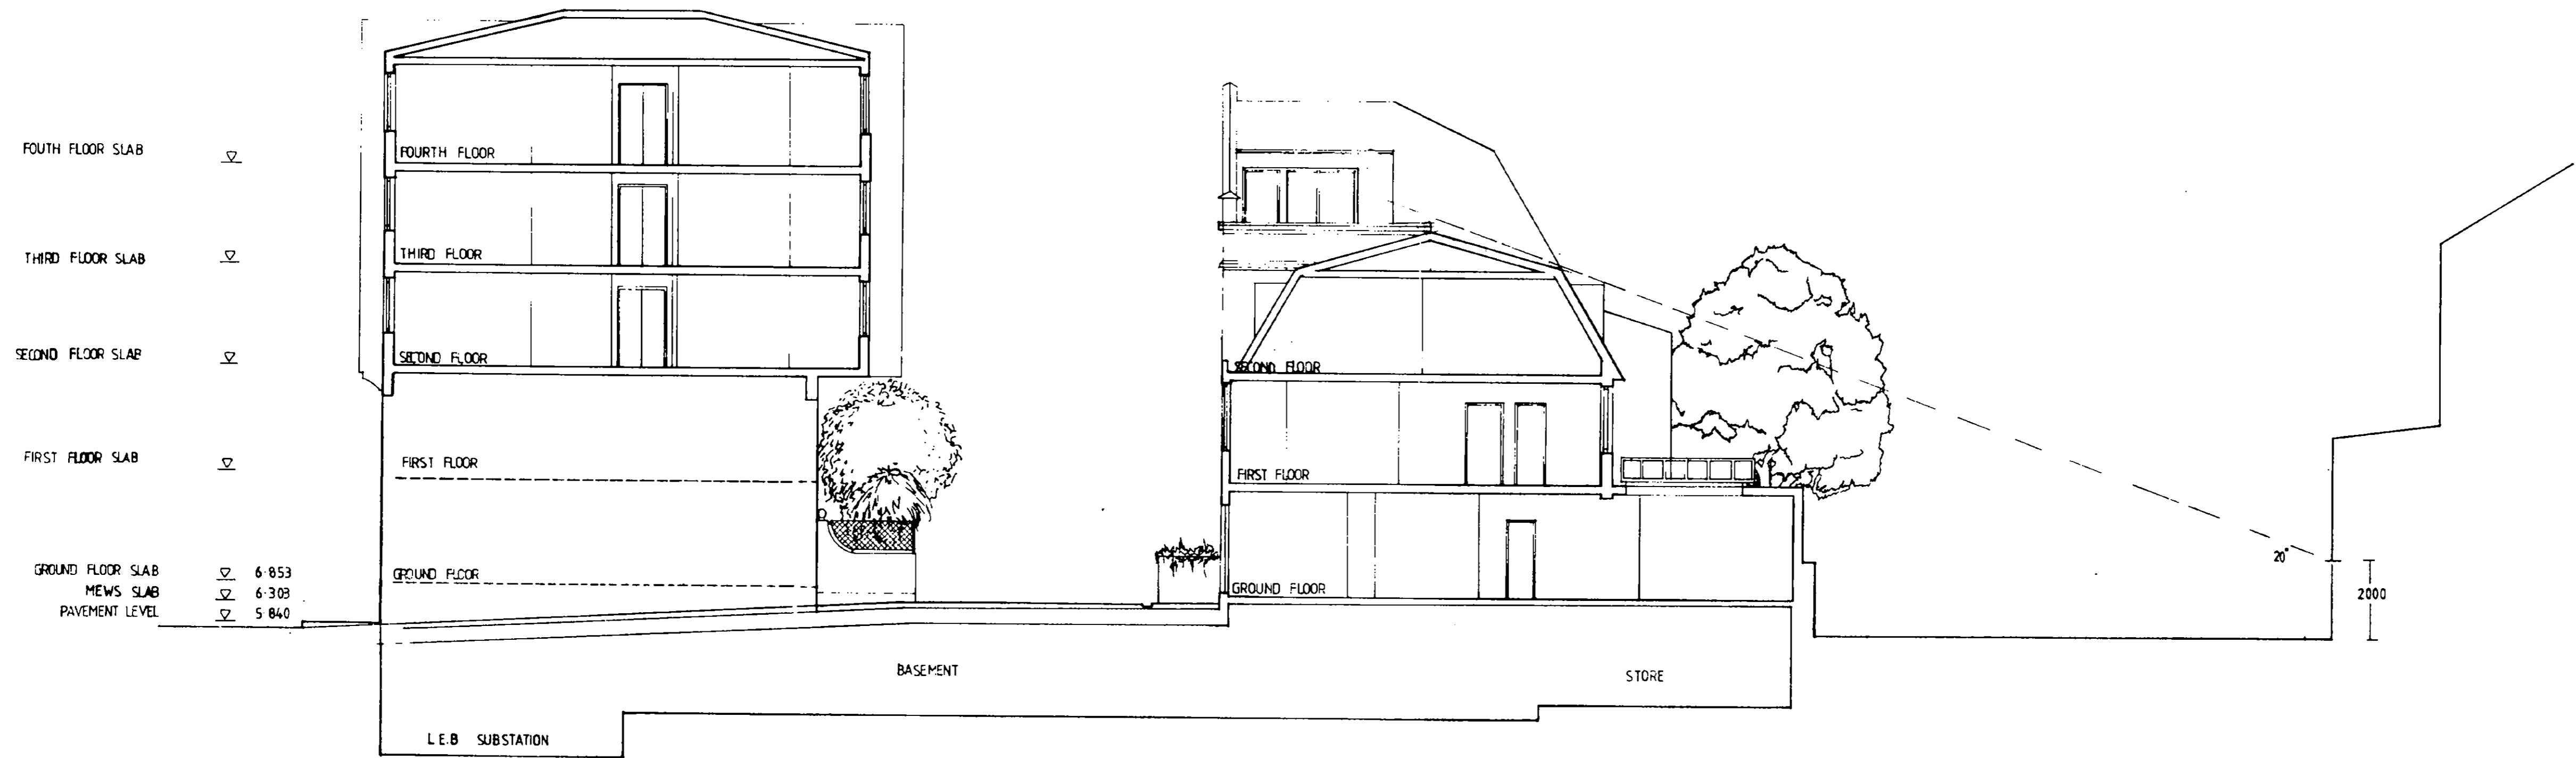 FOUTH FLOOR SLAB
THIRD FLOOR SLAB
SECOND FLOOR SLAB
FIRST FLOOR SLAB
GROUND FLOOR SLAB 6·853
MEWS SLAB 6·303
PAVEMENT LEVEL 5·840
FOURTH FLOOR
THIRD FLOOR
SECOND FLOOR
FIRST FLOOR
GROUND FLOOR
SECOND FLOOR
FIRST FLOOR
GROUND FLOOR
BASEMENT
STORE
L.E.B SUBSTATION
20°
2000